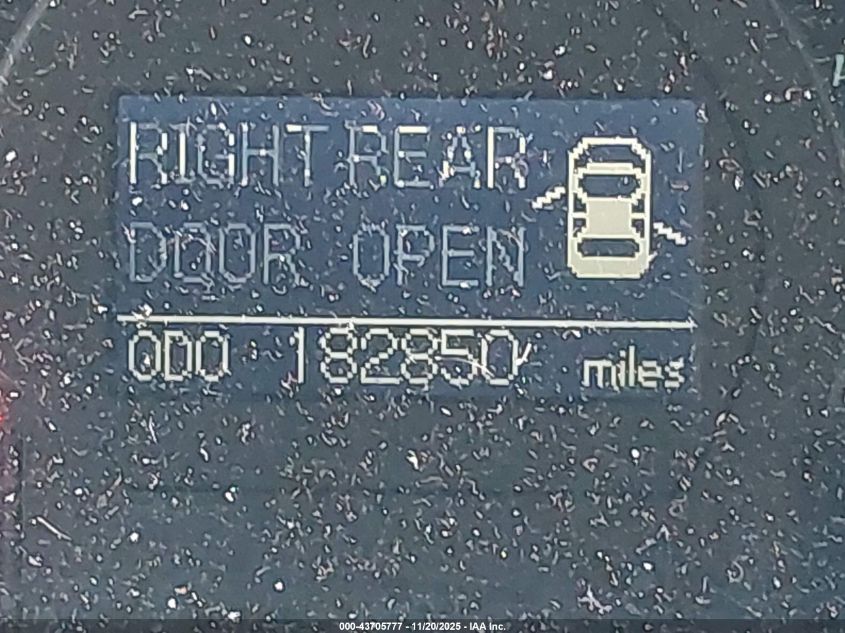 RIGHT REAR
DOOR OPEN
ODO 182850 miles
000-43705777 - 11/20/2025 - IAA Inc.